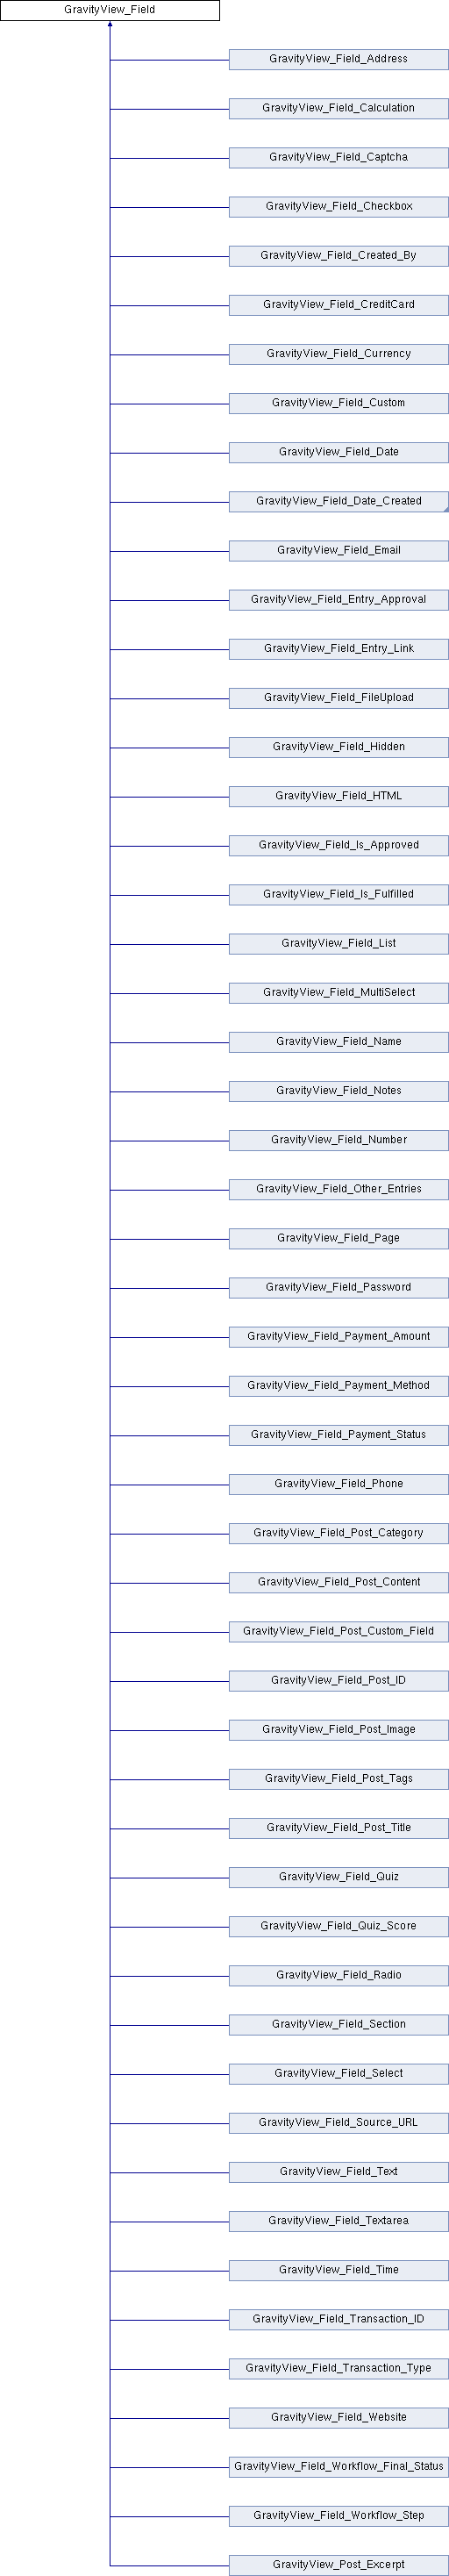 GravityView_Field
GravityView_Field_Address
GravityView_Field_Calculation
GravityView_Field_Captcha
GravityView_Field_Checkbox
GravityView_Field_Created_By
GravityView_Field_CreditCard
GravityView_Field_Currency
GravityView_Field_Custom
GravityView_Field_Date
GravityView_Field_Date_Created
GravityView_Field_Email
GravityView_Field_Entry_Approval
GravityView_Field_Entry_Link
GravityView_Field_FileUpload
GravityView_Field_Hidden
GravityView_Field_HTML
GravityView_Field_Is_Approved
GravityView_Field_Is_Fulfilled
GravityView_Field_List
GravityView_Field_MultiSelect
GravityView_Field_Name
GravityView_Field_Notes
GravityView_Field_Number
GravityView_Field_Other_Entries
GravityView_Field_Page
GravityView_Field_Password
GravityView_Field_Payment_Amount
GravityView_Field_Payment_Method
GravityView_Field_Payment_Status
GravityView_Field_Phone
GravityView_Field_Post_Category
GravityView_Field_Post_Content
GravityView_Field_Post_Custom_Field
GravityView_Field_Post_ID
GravityView_Field_Post_Image
GravityView_Field_Post_Tags
GravityView_Field_Post_Title
GravityView_Field_Quiz
GravityView_Field_Quiz_Score
GravityView_Field_Radio
GravityView_Field_Section
GravityView_Field_Select
GravityView_Field_Source_URL
GravityView_Field_Text
GravityView_Field_Textarea
GravityView_Field_Time
GravityView_Field_Transaction_ID
GravityView_Field_Transaction_Type
GravityView_Field_Website
GravityView_Field_Workflow_Final_Status
GravityView_Field_Workflow_Step
GravityView_Post_Excerpt